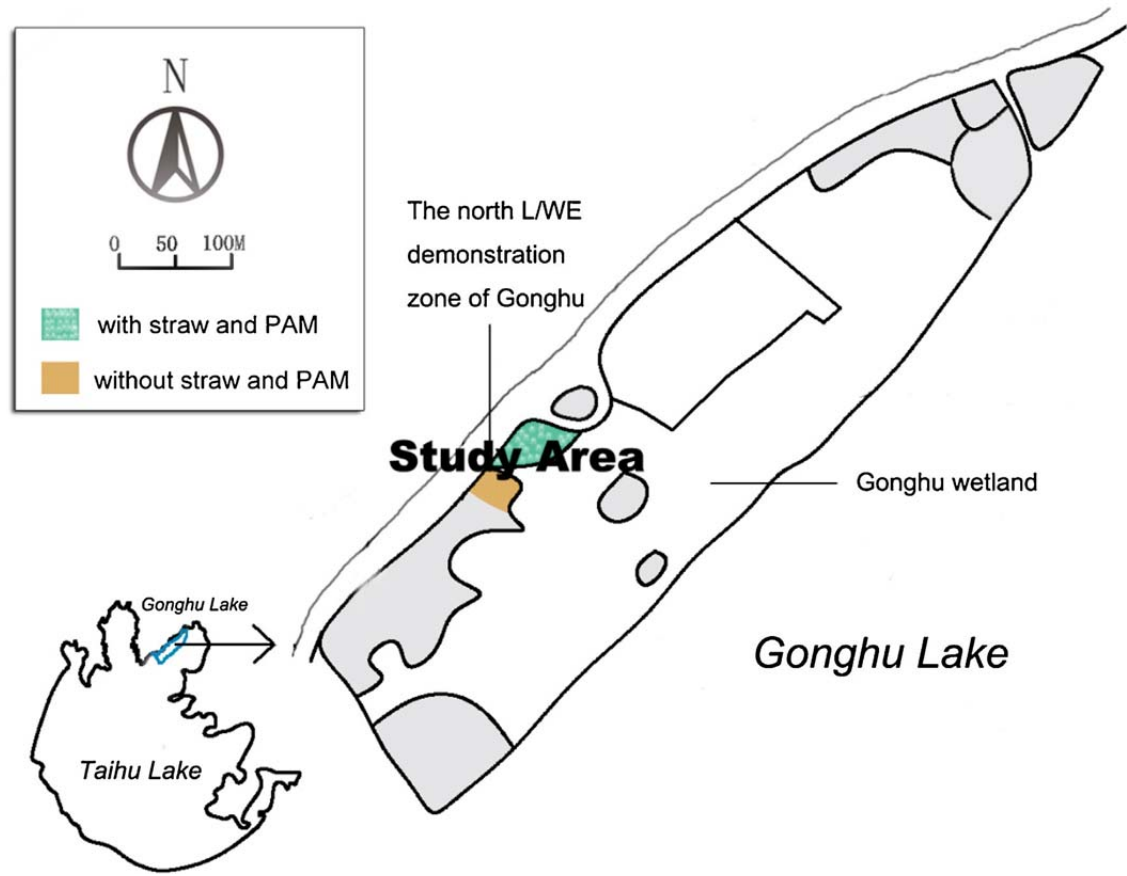 N
0 50 100M
with straw and PAM
without straw and PAM
The north L/WE
demonstration
zone of Gonghu
Study Area
Gonghu wetland
Gonghu Lake
Gonghu Lake
Taihu Lake